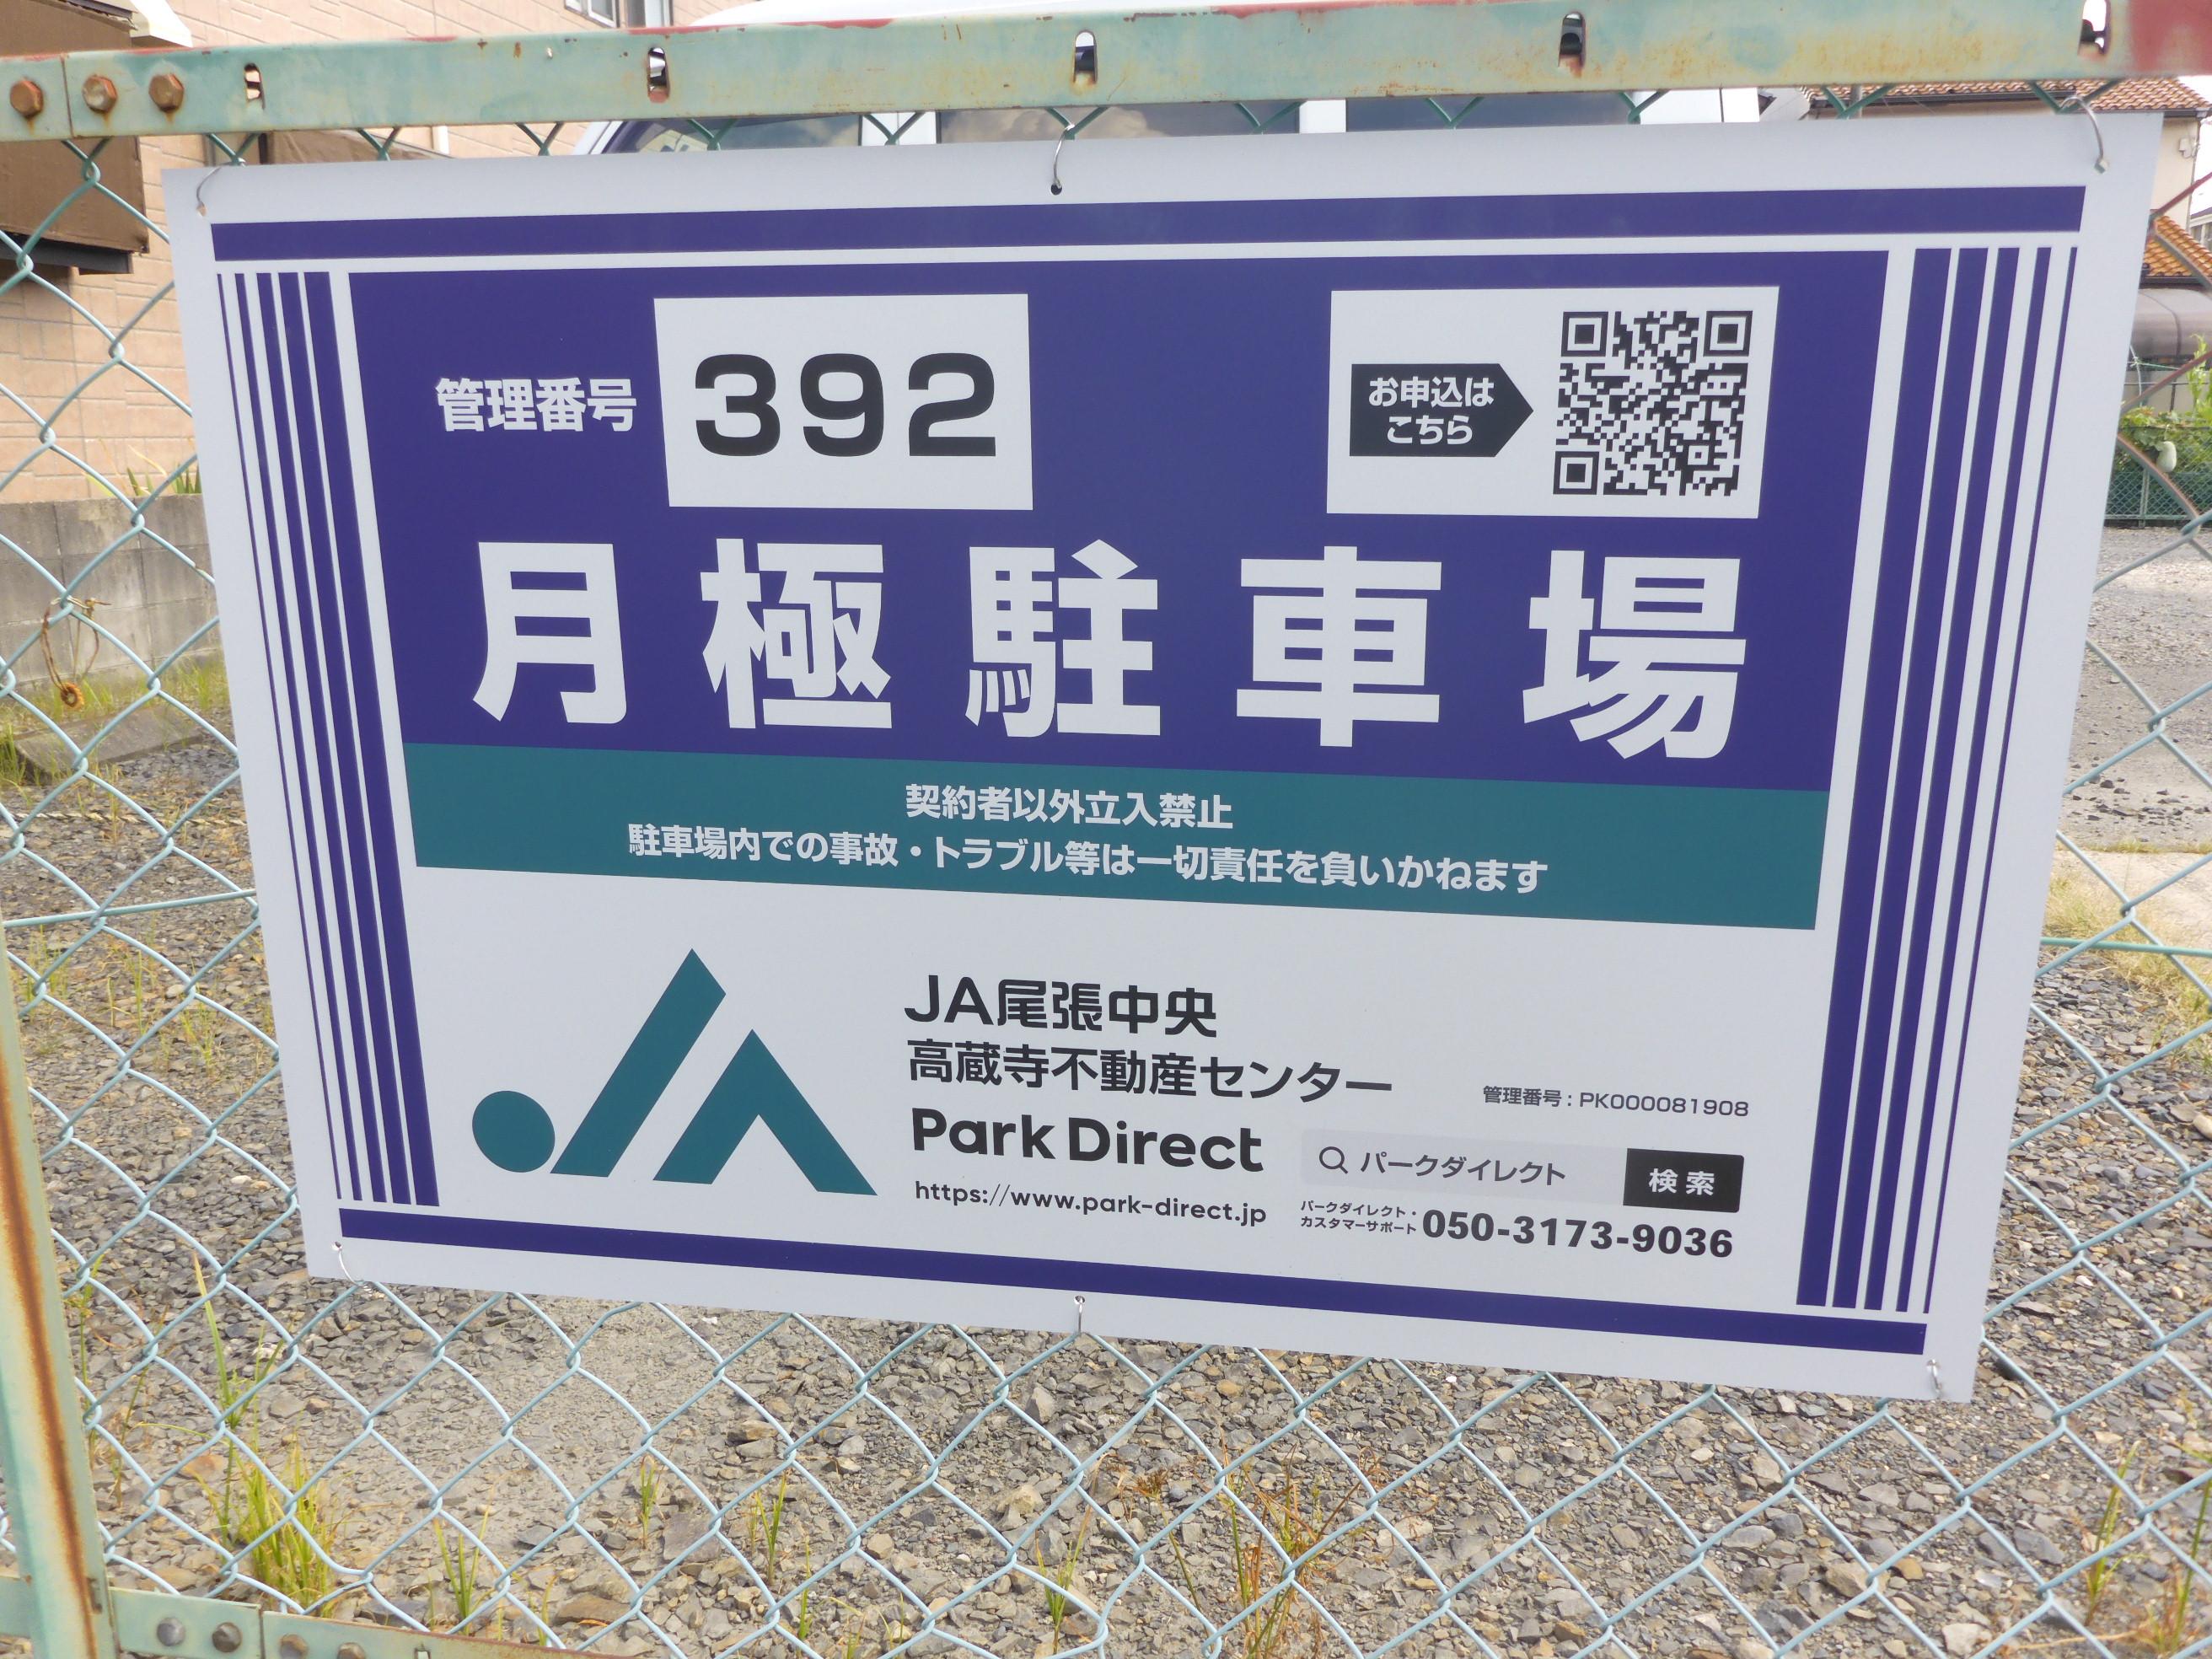 管理番号 392
お申込は
こちら
月極駐車場
契約者以外立入禁止
駐車場内での事故・トラブル等は一切責任を負いかねます
JA
JA尾張中央
高蔵寺不動産センター
管理番号：PK000081908
Park Direct
パークダイレクト 検索
https://www.park-direct.jp
パークダイレクト・
カスタマーサポート 050-3173-9036